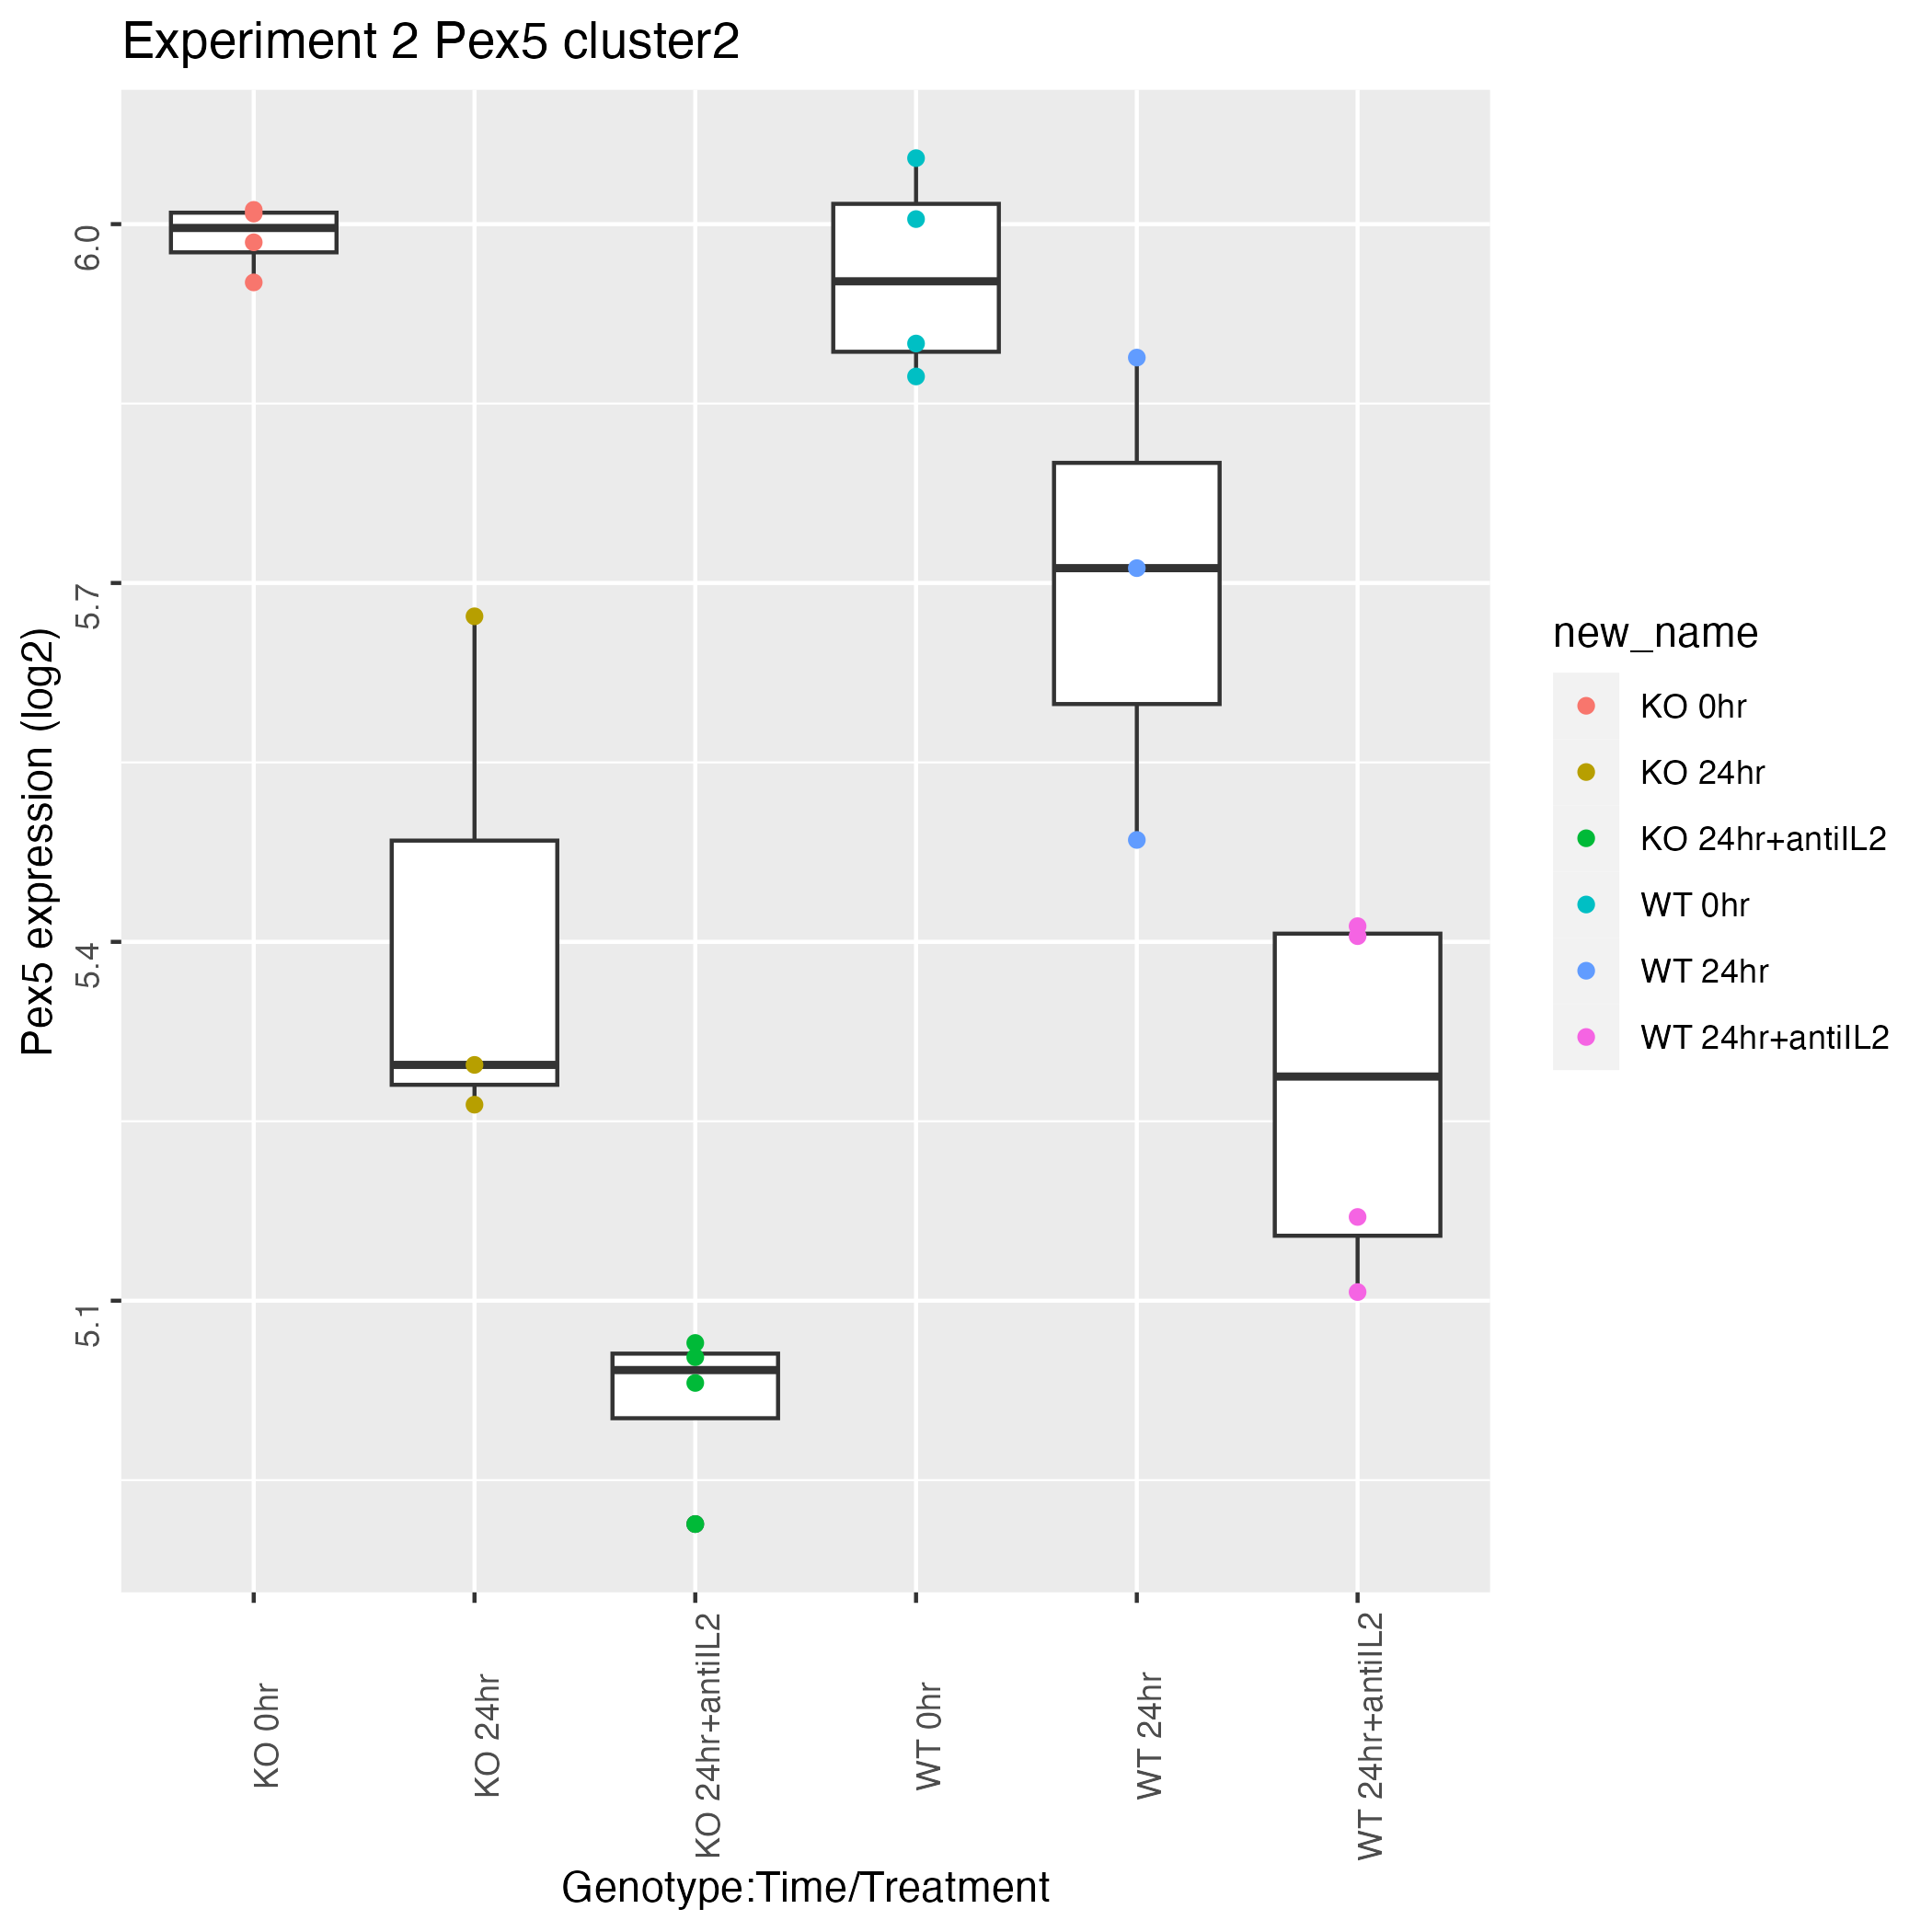 Experiment 2 Pex5 cluster2
Pex5 expression (log2)
6.0
5.7
5.4
5.1
KO 0hr
KO 24hr
KO 24hr+antiIL2
WT 0hr
WT 24hr
WT 24hr+antiIL2
Genotype:Time/Treatment
new_name
KO 0hr
KO 24hr
KO 24hr+antiIL2
WT 0hr
WT 24hr
WT 24hr+antiIL2